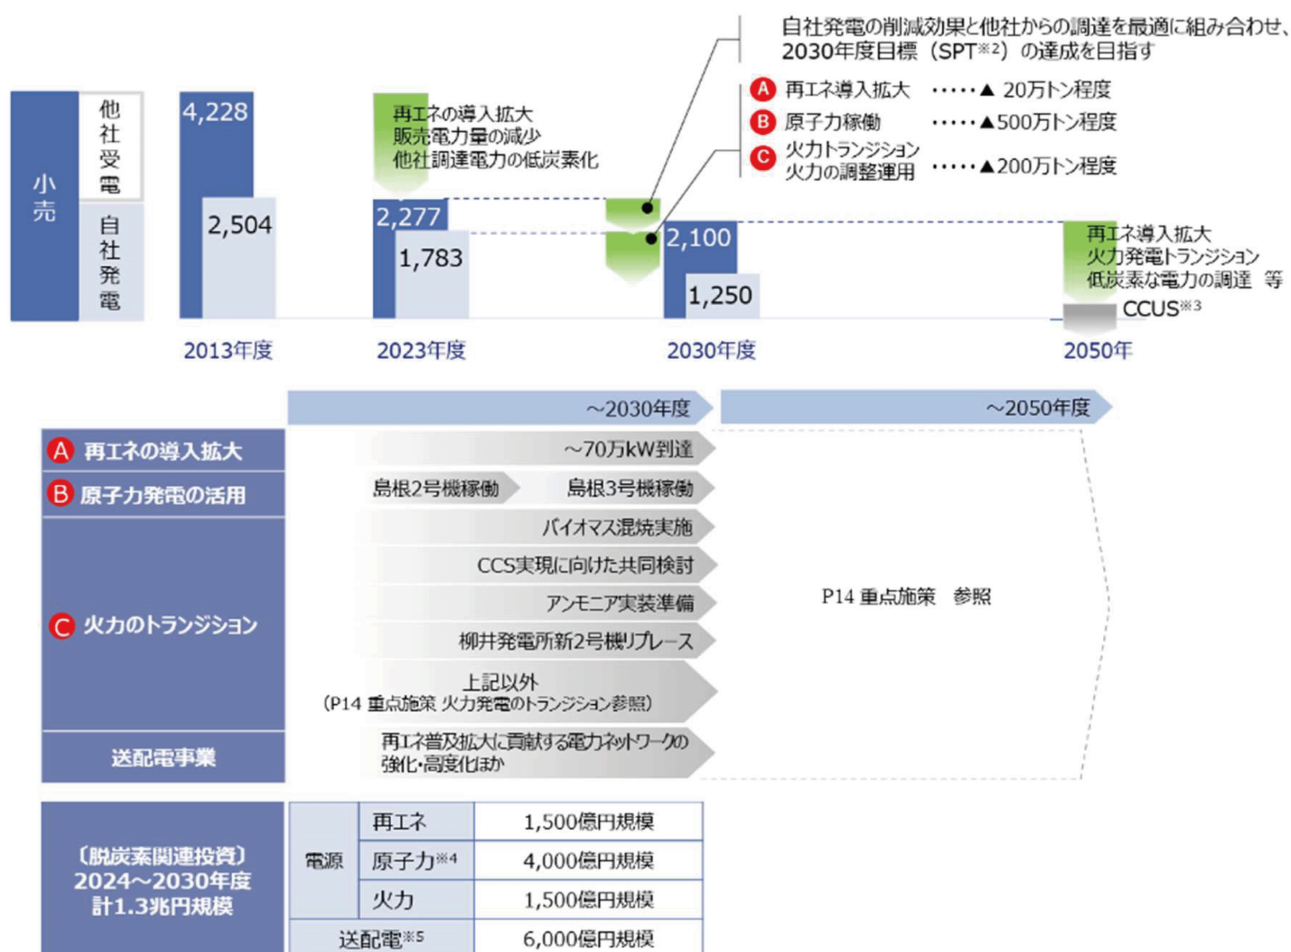 自社発電の削減効果と他社からの調達を最適に組み合わせ、
2030年度目標（SPT※2）の達成を目指す
A 再エネ導入拡大 ‥‥‥▲ 20万トン程度
B 原子力稼働 ‥‥‥▲500万トン程度
C 火力トランジション
火力の調整運用 ‥‥‥▲200万トン程度
小売
他社受電
自社発電
4,228
2,504
再エネの導入拡大
販売電力量の減少
他社調達電力の低炭素化
2,277
1,783
2,100
1,250
再エネ導入拡大
火力発電トランジション
低炭素な電力の調達 等
CCUS※3
2013年度
2023年度
2030年度
2050年
～2030年度
～2050年度
A 再エネの導入拡大
～70万kW到達
B 原子力発電の活用
島根2号機稼働
島根3号機稼働
C 火力のトランジション
バイオマス混焼実施
CCS実現に向けた共同検討
アンモニア実装準備
柳井発電所新2号機リプレース
上記以外
（P14 重点施策 火力発電のトランジション参照）
P14 重点施策 参照
送配電事業
再エネ普及拡大に貢献する電力ネットワークの
強化・高度化ほか
〔脱炭素関連投資〕
2024～2030年度
計1.3兆円規模
電源
再エネ 1,500億円規模
原子力※4 4,000億円規模
火力 1,500億円規模
送配電※5 6,000億円規模